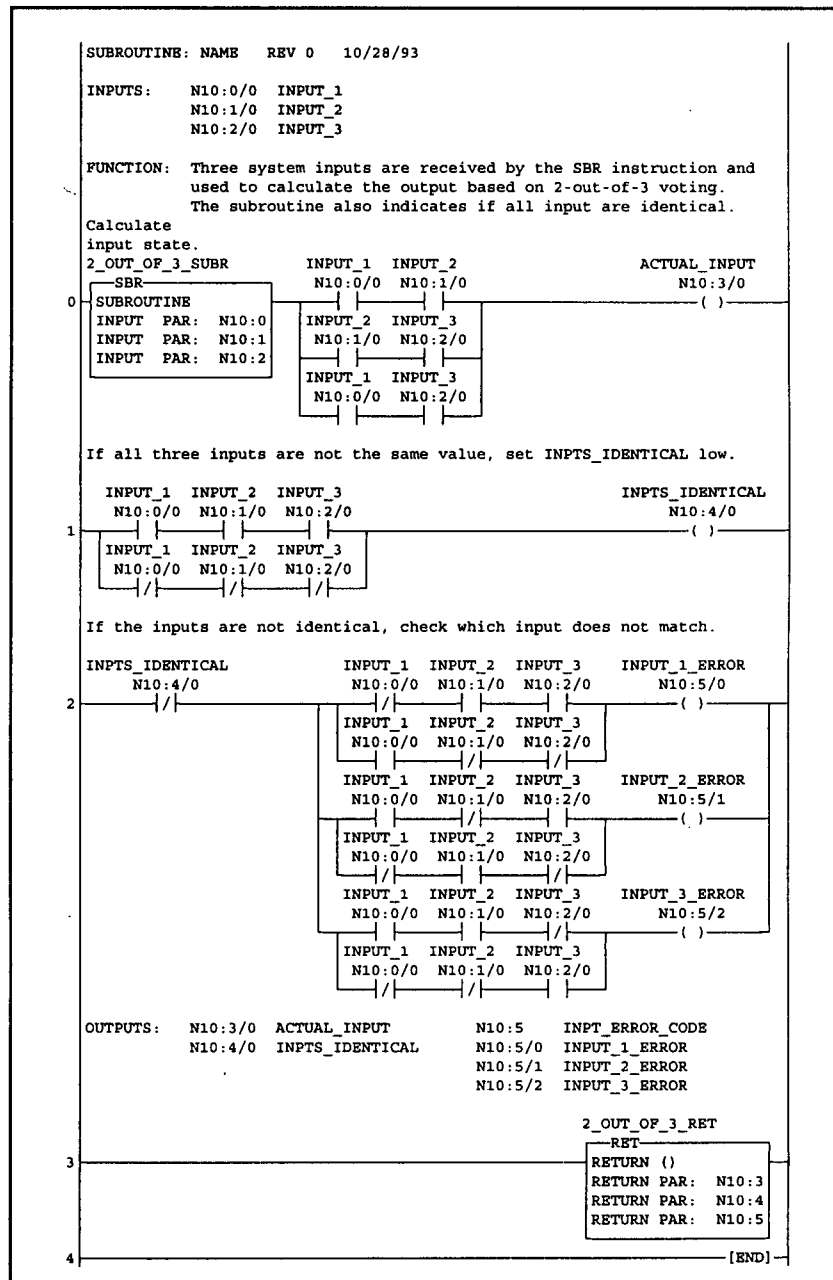 SUBROUTINE: NAME REV 0 10/28/93
INPUTS: N10:0/0 INPUT_1
N10:1/0 INPUT_2
N10:2/0 INPUT_3
FUNCTION: Three system inputs are received by the SBR instruction and
used to calculate the output based on 2-out-of-3 voting.
The subroutine also indicates if all input are identical.
Calculate
input state.
2_OUT_OF_3_SUBR INPUT_1 INPUT_2 ACTUAL_INPUT
SBR N10:0/0 N10:1/0 N10:3/0
0 SUBROUTINE ( )
INPUT PAR: N10:0 INPUT_2 INPUT_3
INPUT PAR: N10:1 N10:1/0 N10:2/0
INPUT PAR: N10:2
INPUT_1 INPUT_3
N10:0/0 N10:2/0
If all three inputs are not the same value, set INPTS_IDENTICAL low.
INPUT_1 INPUT_2 INPUT_3 INPTS_IDENTICAL
N10:0/0 N10:1/0 N10:2/0 N10:4/0
1 ( )
INPUT_1 INPUT_2 INPUT_3
N10:0/0 N10:1/0 N10:2/0
/ / /
If the inputs are not identical, check which input does not match.
INPTS_IDENTICAL INPUT_1 INPUT_2 INPUT_3 INPUT_1_ERROR
N10:4/0 N10:0/0 N10:1/0 N10:2/0 N10:5/0
2 / / ( )
INPUT_1 INPUT_2 INPUT_3
N10:0/0 N10:1/0 N10:2/0
/ /
INPUT_1 INPUT_2 INPUT_3 INPUT_2_ERROR
N10:0/0 N10:1/0 N10:2/0 N10:5/1
/ ( )
INPUT_1 INPUT_2 INPUT_3
N10:0/0 N10:1/0 N10:2/0
/ /
INPUT_1 INPUT_2 INPUT_3 INPUT_3_ERROR
N10:0/0 N10:1/0 N10:2/0 N10:5/2
/ ( )
INPUT_1 INPUT_2 INPUT_3
N10:0/0 N10:1/0 N10:2/0
/ /
OUTPUTS: N10:3/0 ACTUAL_INPUT N10:5 INPT_ERROR_CODE
N10:4/0 INPTS_IDENTICAL N10:5/0 INPUT_1_ERROR
N10:5/1 INPUT_2_ERROR
N10:5/2 INPUT_3_ERROR
2_OUT_OF_3_RET
RET
3 RETURN ()
RETURN PAR: N10:3
RETURN PAR: N10:4
RETURN PAR: N10:5
4 [END]